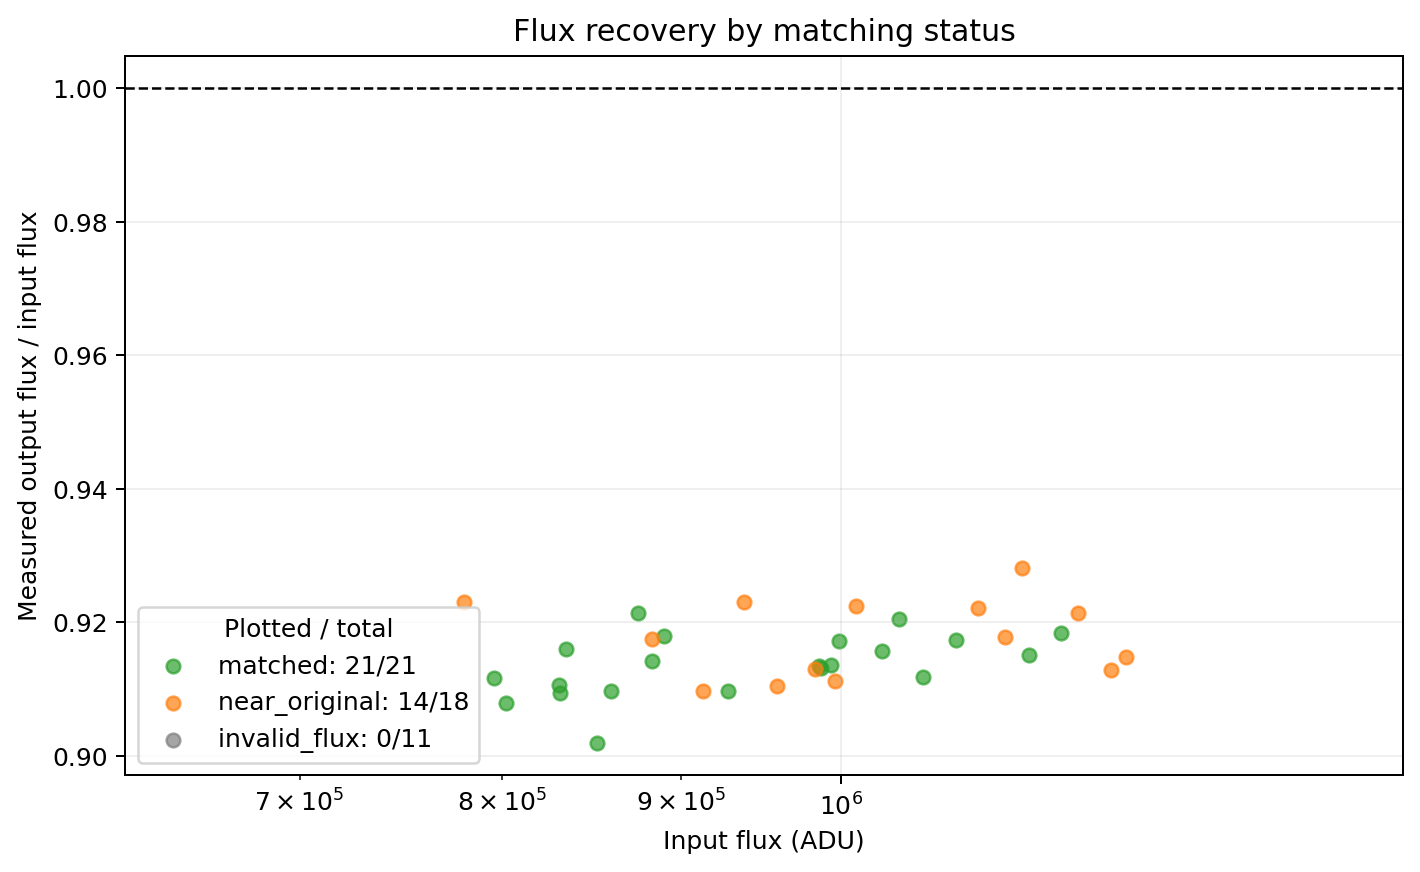 Flux recovery by matching status
Measured output flux / input flux
1.00
0.98
0.96
0.94
0.92
0.90
Plotted / total
matched: 21/21
near_original: 14/18
invalid_flux: 0/11
7 × 10⁵
8 × 10⁵
9 × 10⁵
10⁶
Input flux (ADU)